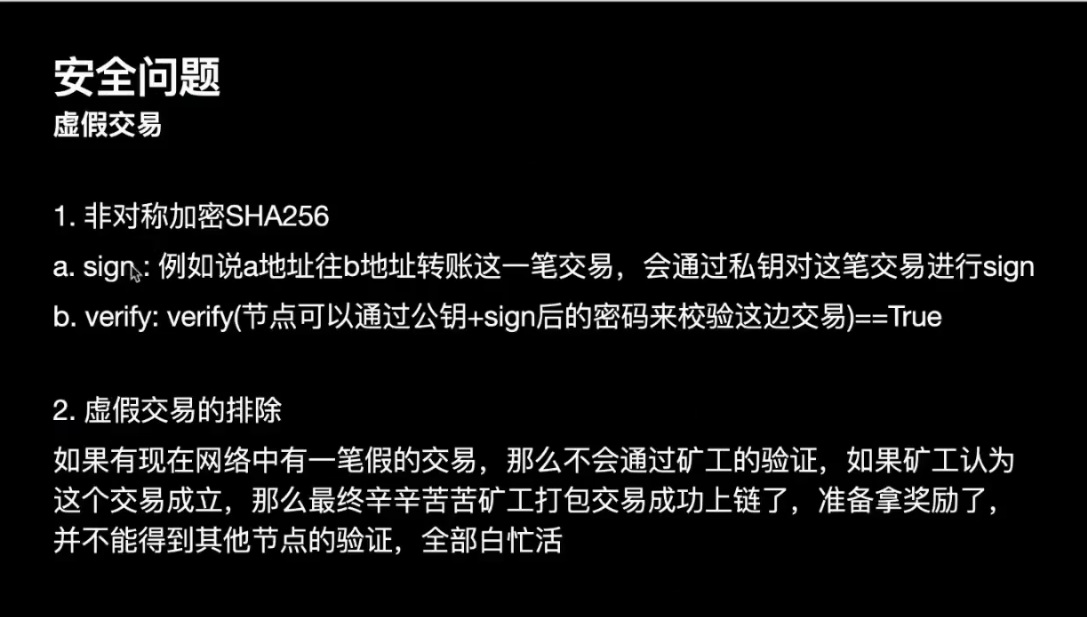 安全问题
虚假交易
1. 非对称加密SHA256
a. sign : 例如说a地址往b地址转账这一笔交易，会通过私钥对这笔交易进行sign
b. verify: verify(节点可以通过公钥+sign后的密码来校验这边交易)==True
2. 虚假交易的排除
如果有现在网络中有一笔假的交易，那么不会通过矿工的验证，如果矿工认为
这个交易成立，那么最终辛辛苦苦矿工打包交易成功上链了，准备拿奖励了，
并不能得到其他节点的验证，全部白忙活